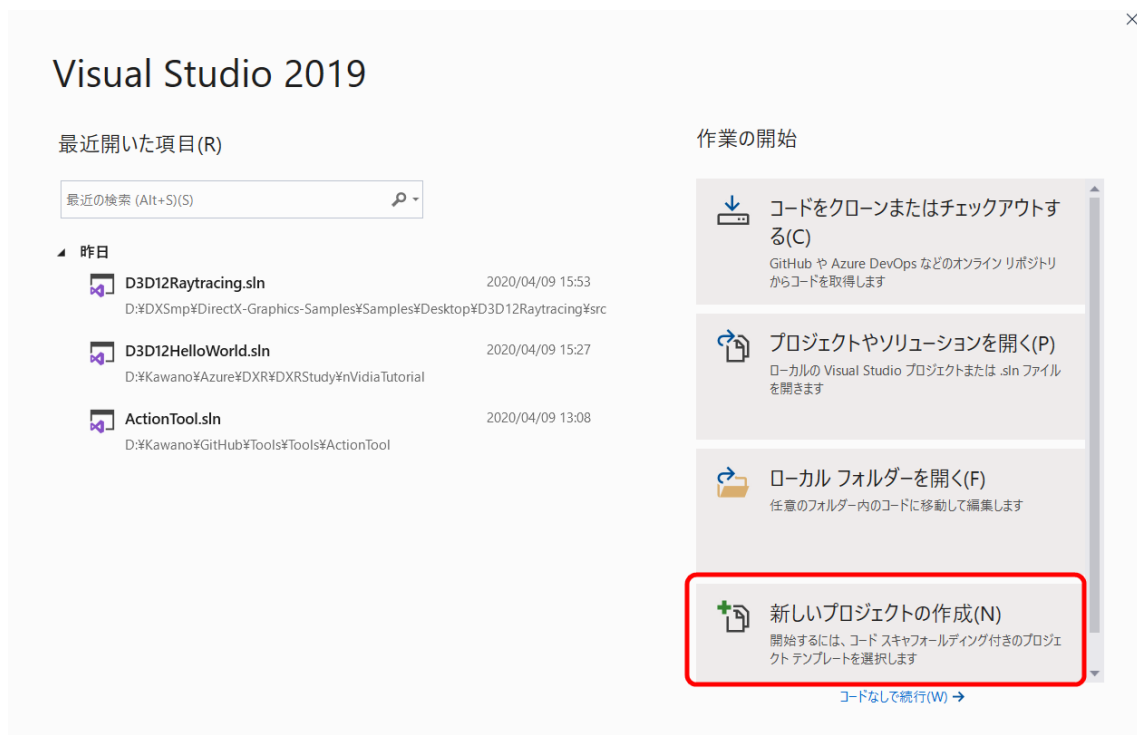 Visual Studio 2019
最近開いた項目(R)
最近の検索 (Alt+S)(S)
昨日
D3D12Raytracing.sln 2020/04/09 15:53
D:¥DXSmp¥DirectX-Graphics-Samples¥Samples¥Desktop¥D3D12Raytracing¥src
D3D12HelloWorld.sln 2020/04/09 15:27
D:¥Kawano¥Azure¥DXR¥DXRStudy¥nVidiaTutorial
ActionTool.sln 2020/04/09 13:08
D:¥Kawano¥GitHub¥Tools¥Tools¥ActionTool
作業の開始
コードをクローンまたはチェックアウトす
る(C)
GitHub や Azure DevOps などのオンライン リポジトリ
からコードを取得します
プロジェクトやソリューションを開く(P)
ローカルの Visual Studio プロジェクトまたは .sln ファイル
を開きます
ローカル フォルダーを開く(F)
任意のフォルダー内のコードに移動して編集します
新しいプロジェクトの作成(N)
開始するには、コード スキャフォールディング付きのプロジェ
クト テンプレートを選択します
コードなしで続行(W) →